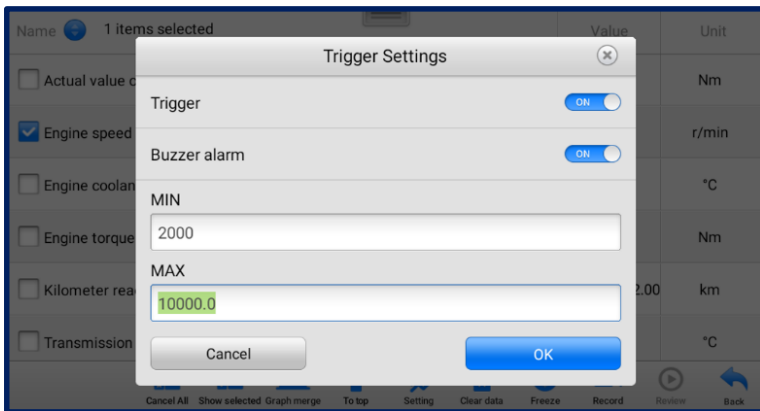 Name 1 items selected Value Unit
Trigger Settings
Actual value o Nm
Trigger ON
Engine speed r/min
Buzzer alarm ON
Engine coolan °C
MIN
2000
Engine torque Nm
MAX
Kilometer rea 2.00 km
10000.0
Transmission °C
Cancel OK
Cancel All Show selected Graph merge To top Setting Clear data Freeze Record Review Back